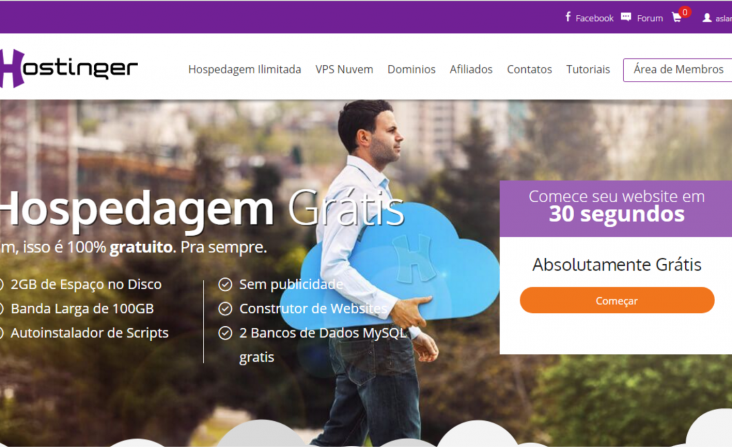 Facebook Forum 0
Hostinger
Hospedagem Ilimitada VPS Nuvem Dominios Afiliados Contatos Tutoriais Área de Membros
Hospedagem Grátis
isso é 100% gratuito. Pra sempre.
2GB de Espaço no Disco
Banda Larga de 100GB
Autoinstalador de Scripts
Sem publicidade
Construtor de Websites
2 Bancos de Dados MySQL
gratis
Comece seu website em
30 segundos
Absolutamente Grátis
Começar